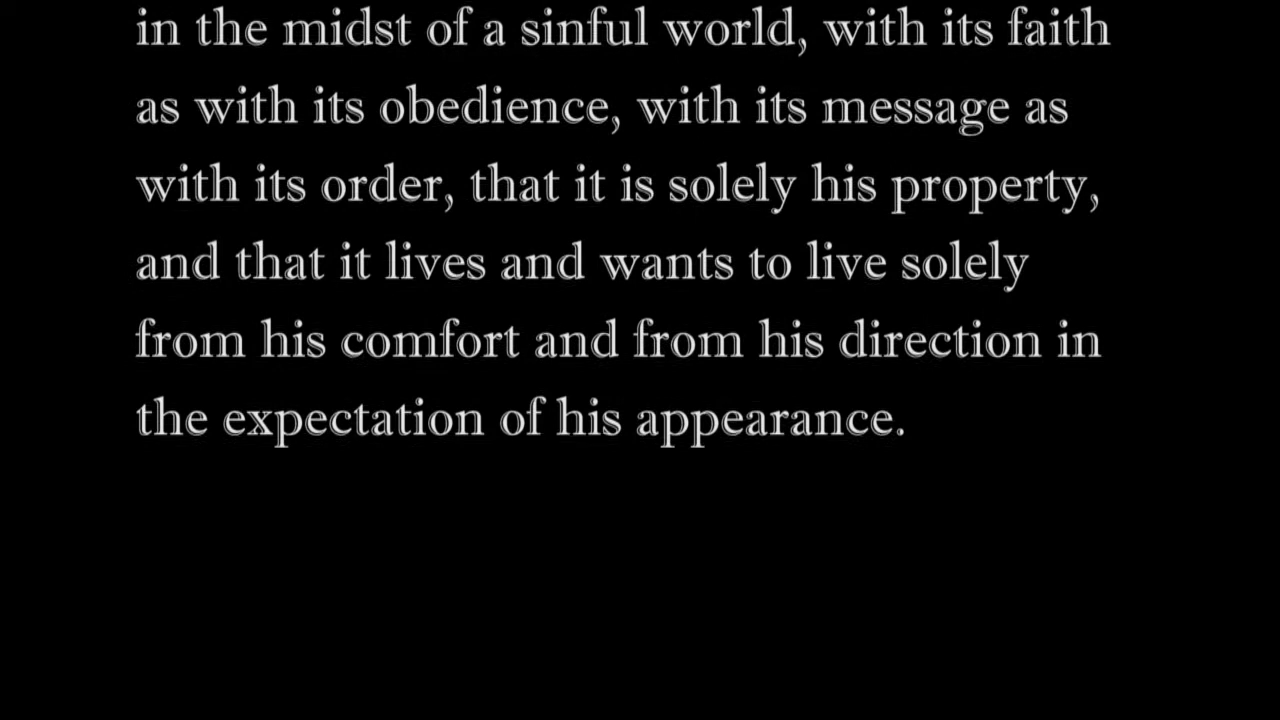 in the midst of a sinful world, with its faith
as with its obedience, with its message as
with its order, that it is solely his property,
and that it lives and wants to live solely
from his comfort and from his direction in
the expectation of his appearance.